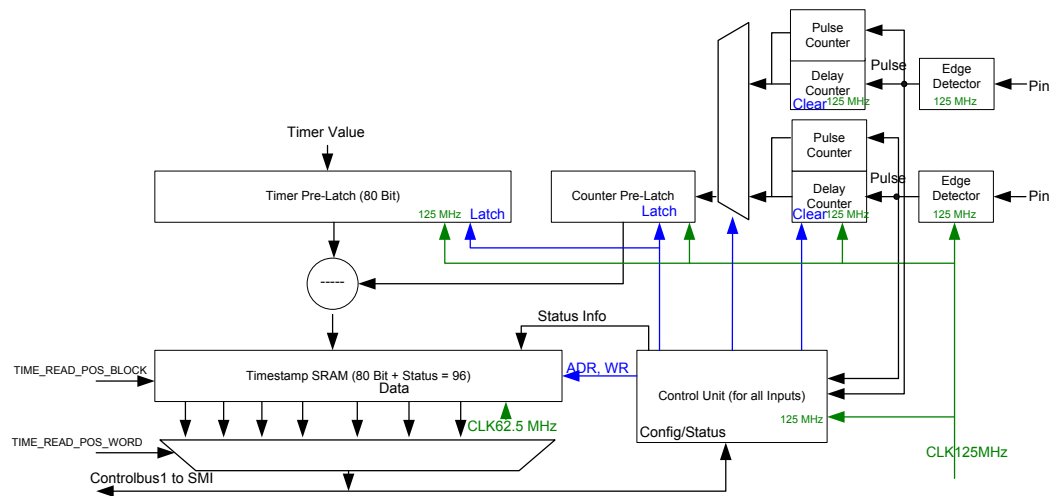 Pulse
Counter
Pulse
Edge
Detector
125 MHz
Pin
Delay
Counter
Clear
125 MHz
Timer Value
Pulse
Counter
Pulse
Edge
Detector
125 MHz
Pin
Delay
Counter
Clear
125 MHz
Timer Pre-Latch (80 Bit)
125 MHz
Latch
Counter Pre-Latch
Latch
-----
Status Info
TIME_READ_POS_BLOCK
Timestamp SRAM (80 Bit + Status = 96)
Data
ADR, WR
Control Unit (for all Inputs)
125 MHz
Config/Status
CLK62.5 MHz
TIME_READ_POS_WORD
CLK125MHz
Controlbus1 to SMI